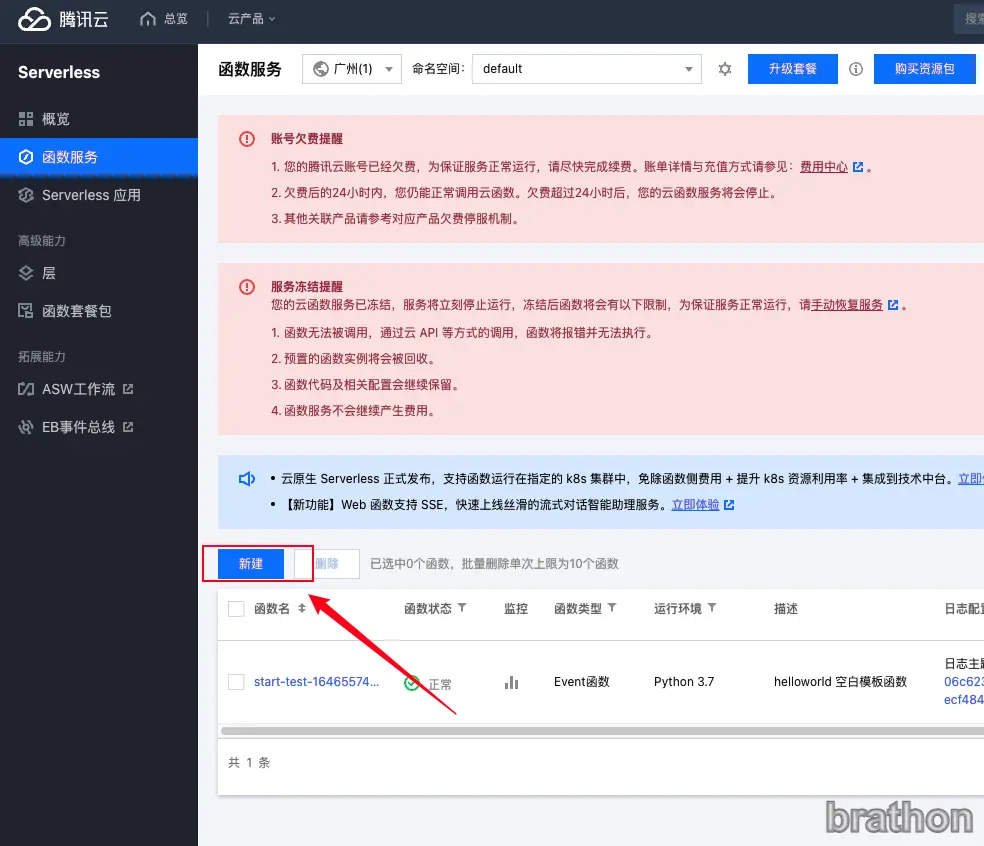 腾讯云 总览 云产品 搜索
Serverless
概览
函数服务
Serverless 应用
高级能力
层
函数套餐包
拓展能力
ASW工作流
EB事件总线
函数服务 广州(1) 命名空间: default 升级套餐 购买资源包
账号欠费提醒
1. 您的腾讯云账号已经欠费，为保证服务正常运行，请尽快完成续费。账单详情与充值方式请参见：费用中心 。
2. 欠费后的24小时内，您仍能正常调用云函数。欠费超过24小时后，您的云函数服务将会停止。
3. 其他关联产品请参考对应产品欠费停服机制。
服务冻结提醒
您的云函数服务已冻结，服务将立刻停止运行，冻结后函数将会有以下限制，为保证服务正常运行，请手动恢复服务 。
1. 函数无法被调用，通过云 API 等方式的调用，函数将报错并无法执行。
2. 预置的函数实例将会被回收。
3. 函数代码及相关配置会继续保留。
4. 函数服务不会继续产生费用。
• 云原生 Serverless 正式发布，支持函数运行在指定的 k8s 集群中，免除函数侧费用 + 提升 k8s 资源利用率 + 集成到技术中台。立即
• 【新功能】Web 函数支持 SSE，快速上线丝滑的流式对话智能助理服务。立即体验
新建 删除 已选中0个函数，批量删除单次上限为10个函数
函数名 函数状态 监控 函数类型 运行环境 描述 日志配置
start-test-16465574... 正常 Event函数 Python 3.7 helloworld 空白模板函数 日志主题
06c623
ecf484
共 1 条
brathon